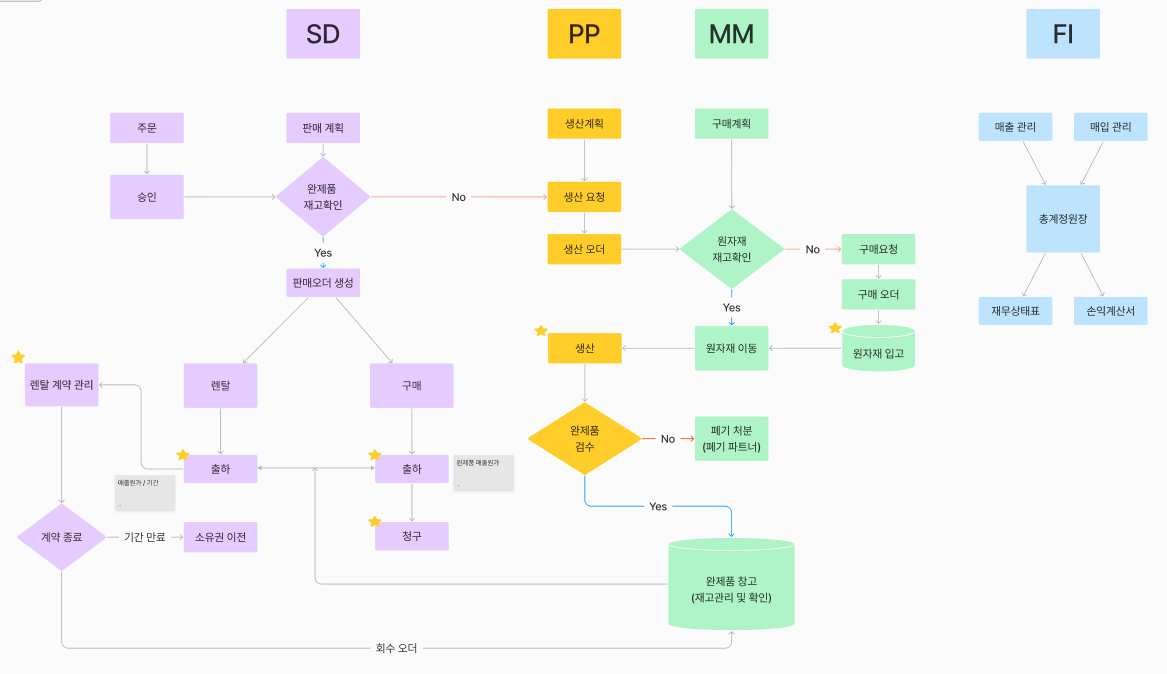 SD
PP
MM
FI
주문
판매 계획
생산계획
구매계획
매출 관리
매입 관리
승인
완제품
재고확인
No
생산 요청
총계정원장
생산 오더
원자재
재고확인
No
구매요청
Yes
판매오더 생성
구매 오더
Yes
재무상태표
손익계산서
생산
원자재 이동
원자재 입고
렌탈 계약 관리
렌탈
구매
완제품
검수
No
폐기 처분
(폐기 파트너)
출하
출하
완제품 매출원가
매출원가 / 기간
Yes
계약 종료
기간 만료
소유권 이전
청구
완제품 창고
(재고관리 및 확인)
회수 오더